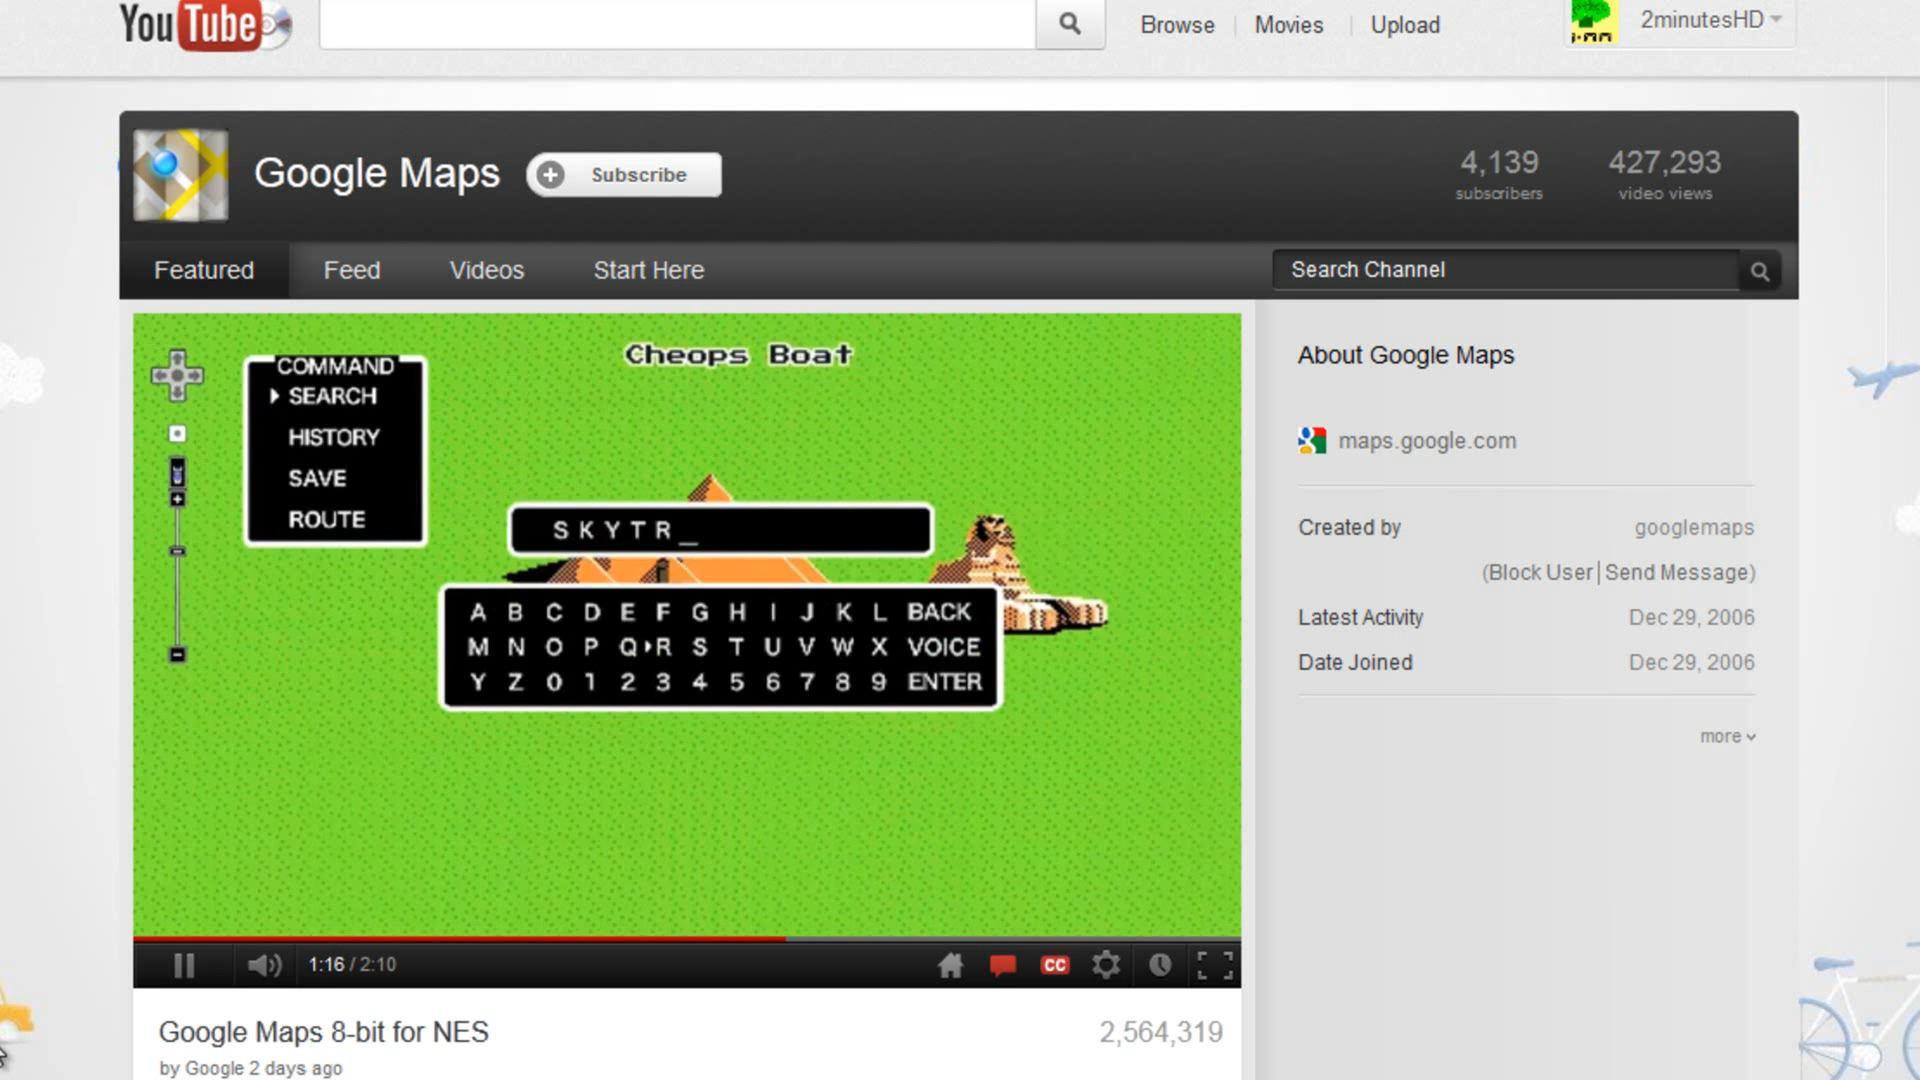 YouTube
Browse
Movies
Upload
2minutesHD
Google Maps
Subscribe
4,139
subscribers
427,293
video views
Featured
Feed
Videos
Start Here
Search Channel
Cheops Boat
COMMAND
SEARCH
HISTORY
SAVE
ROUTE
SKYTR_
A B C D E F G H I J K L BACK
M N O P Q R S T U V W X VOICE
Y Z 0 1 2 3 4 5 6 7 8 9 ENTER
About Google Maps
maps.google.com
Created by googlemaps
(Block User|Send Message)
Latest Activity Dec 29, 2006
Date Joined Dec 29, 2006
more
1:16 / 2:10
CC
Google Maps 8-bit for NES
2,564,319
by Google 2 days ago